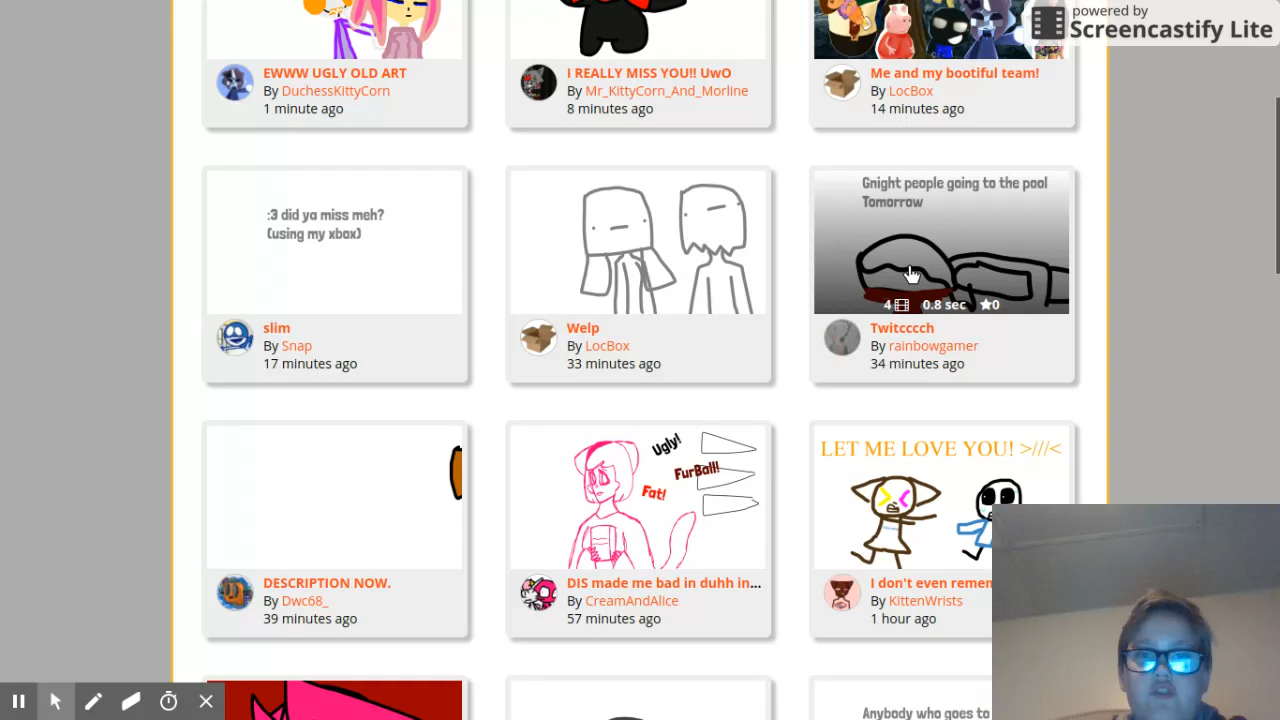 powered by
Screencastify Lite
EWWW UGLY OLD ART
By DuchessKittyCorn
1 minute ago
I REALLY MISS YOU!! UwO
By Mr_KittyCorn_And_Morline
8 minutes ago
Me and my bootiful team!
By LocBox
14 minutes ago
:3 did ya miss meh?
(using my xbox)
slim
By Snap
17 minutes ago
Welp
By LocBox
33 minutes ago
Gnight people going to the pool
Tomorrow
4 0.8 sec ★0
Twitcccch
By rainbowgamer
34 minutes ago
DESCRIPTION NOW.
By Dwc68_
39 minutes ago
Ugly!
FurBall!
Fat!
DIS made me bad in duhh in...
By CreamAndAlice
57 minutes ago
LET ME LOVE YOU! >///<
I don't even remen
By KittenWrists
1 hour ago
Anybody who goes to